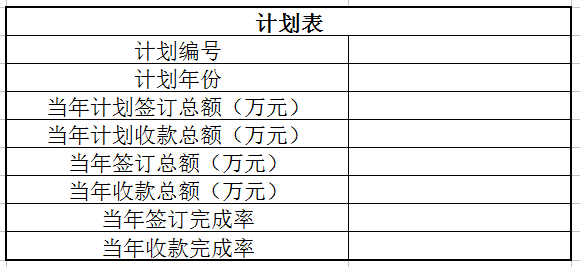 计划表
计划编号
计划年份
当年计划签订总额（万元）
当年计划收款总额（万元）
当年签订总额（万元）
当年收款总额（万元）
当年签订完成率
当年收款完成率